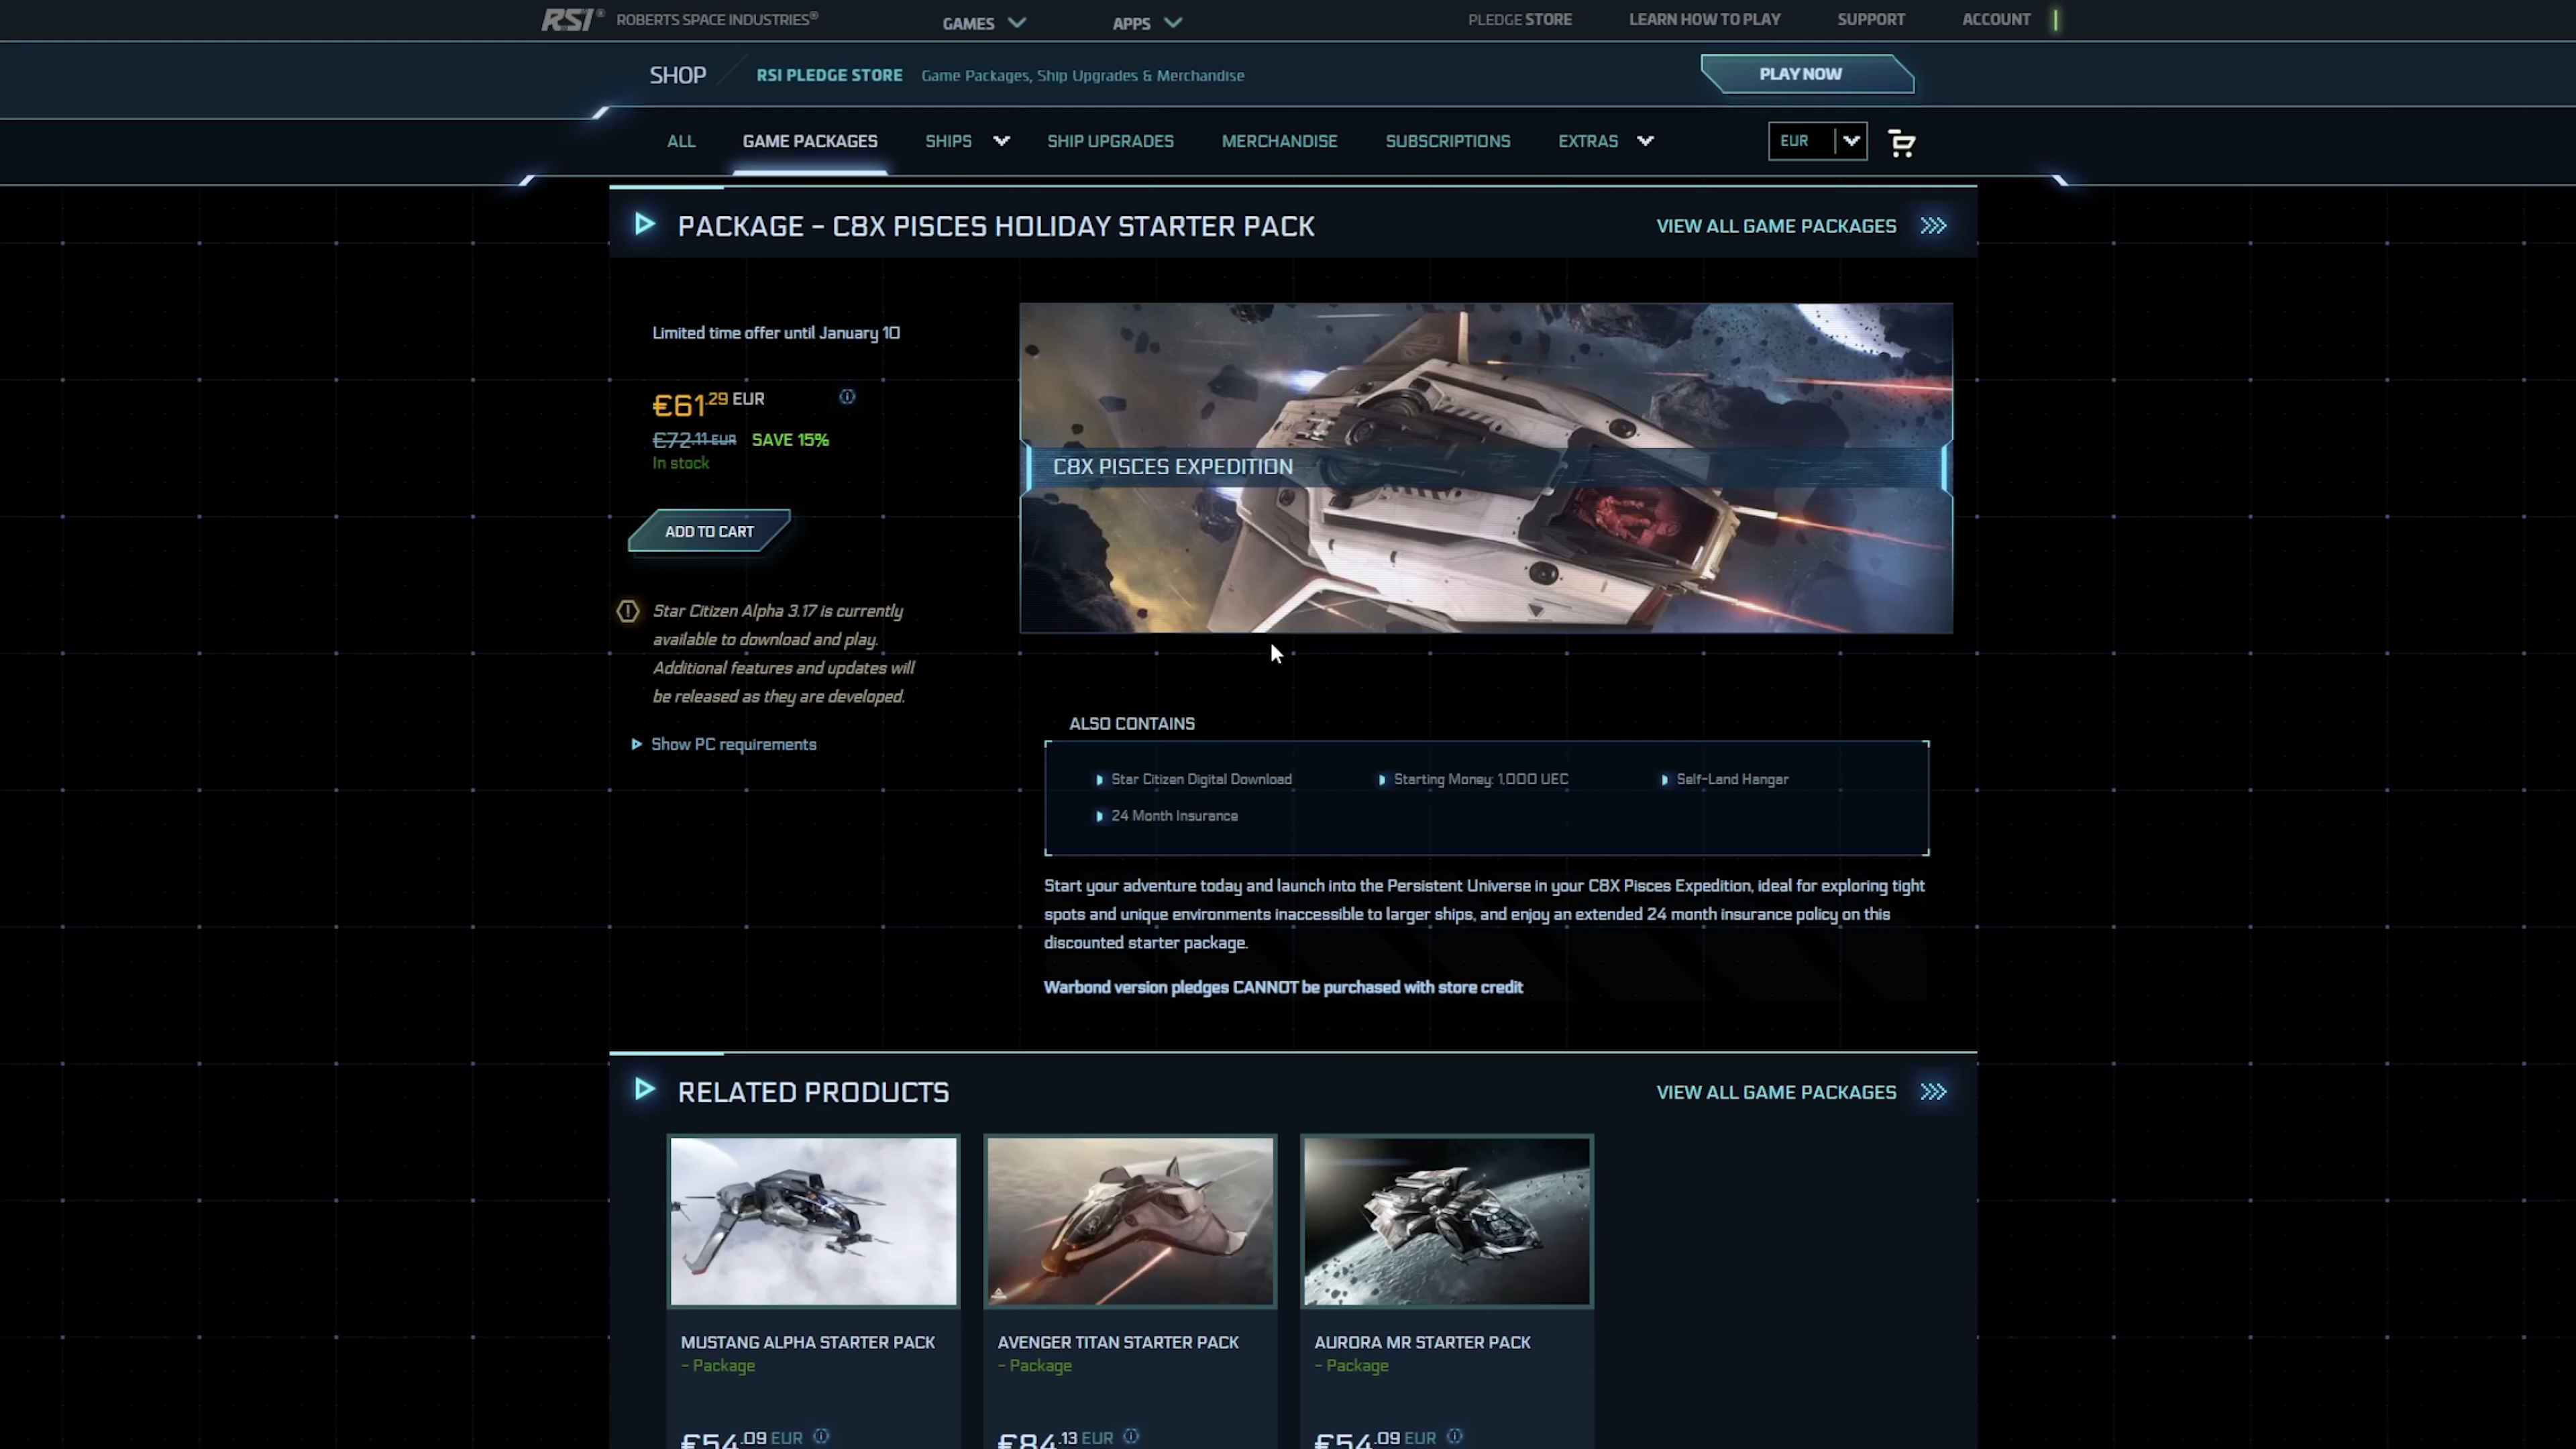 RSI® ROBERTS SPACE INDUSTRIES® GAMES APPS PLEDGE STORE LEARN HOW TO PLAY SUPPORT ACCOUNT
SHOP RSI PLEDGE STORE Game Packages, Ship Upgrades & Merchandise PLAY NOW
ALL GAME PACKAGES SHIPS SHIP UPGRADES MERCHANDISE SUBSCRIPTIONS EXTRAS EUR
PACKAGE - C8X PISCES HOLIDAY STARTER PACK VIEW ALL GAME PACKAGES
Limited time offer until January 10
€61.29 EUR
€72.11 EUR SAVE 15%
In stock
ADD TO CART
Star Citizen Alpha 3.17 is currently
available to download and play.
Additional features and updates will
be released as they are developed.
Show PC requirements
C8X PISCES EXPEDITION
ALSO CONTAINS
Star Citizen Digital Download Starting Money: 1,000 UEC Self-Land Hangar
24 Month Insurance
Start your adventure today and launch into the Persistent Universe in your C8X Pisces Expedition, ideal for exploring tight
spots and unique environments inaccessible to larger ships, and enjoy an extended 24 month insurance policy on this
discounted starter package.
Warbond version pledges CANNOT be purchased with store credit
RELATED PRODUCTS VIEW ALL GAME PACKAGES
MUSTANG ALPHA STARTER PACK AVENGER TITAN STARTER PACK AURORA MR STARTER PACK
- Package - Package - Package
€54.09 EUR €84.13 EUR €54.09 EUR